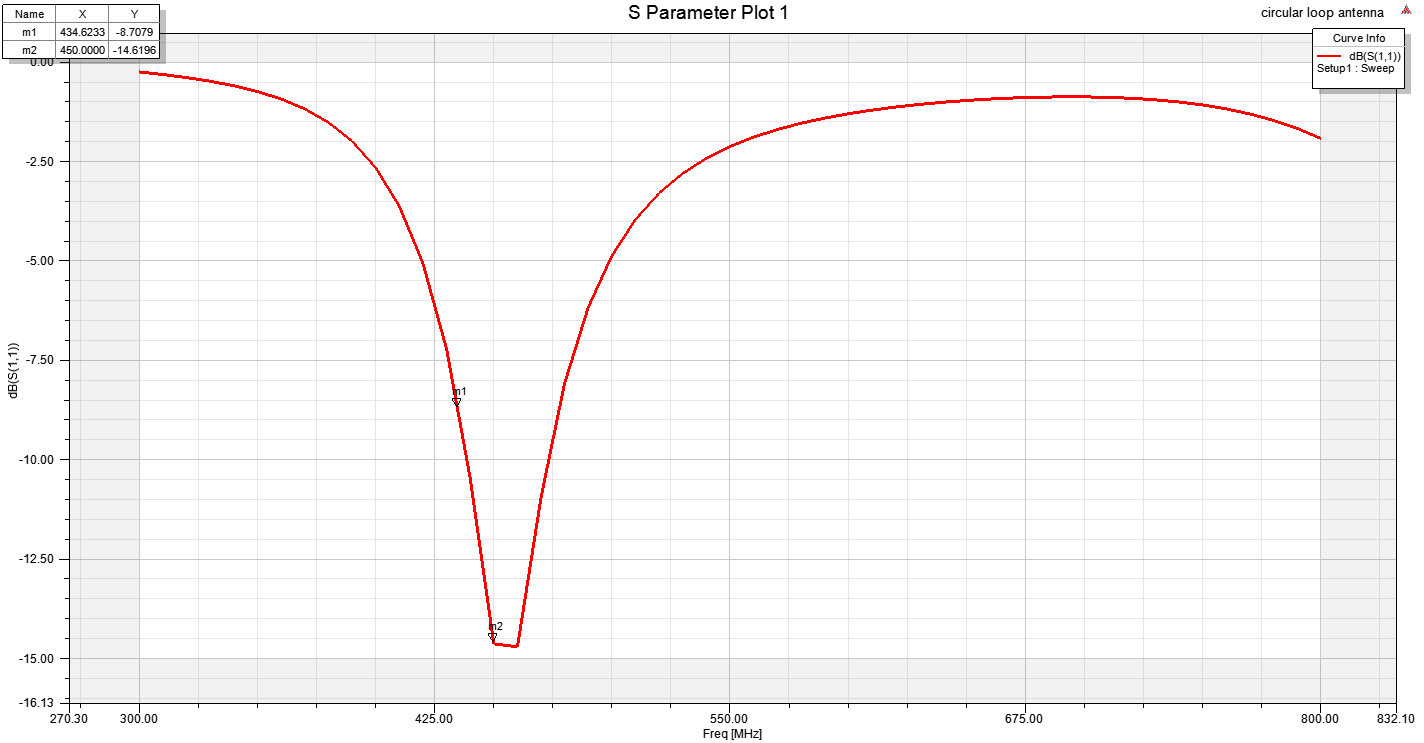 S Parameter Plot 1
circular loop antenna
Name X Y
m1 434.6233 -8.7079
m2 450.0000 -14.6196
Curve Info
dB(S(1,1))
Setup1 : Sweep
0.00
-2.50
-5.00
-7.50
-10.00
-12.50
-15.00
-16.13
dB(S(1,1))
m1
m2
270.30 300.00 425.00 550.00 675.00 800.00 832.10
Freq [MHz]